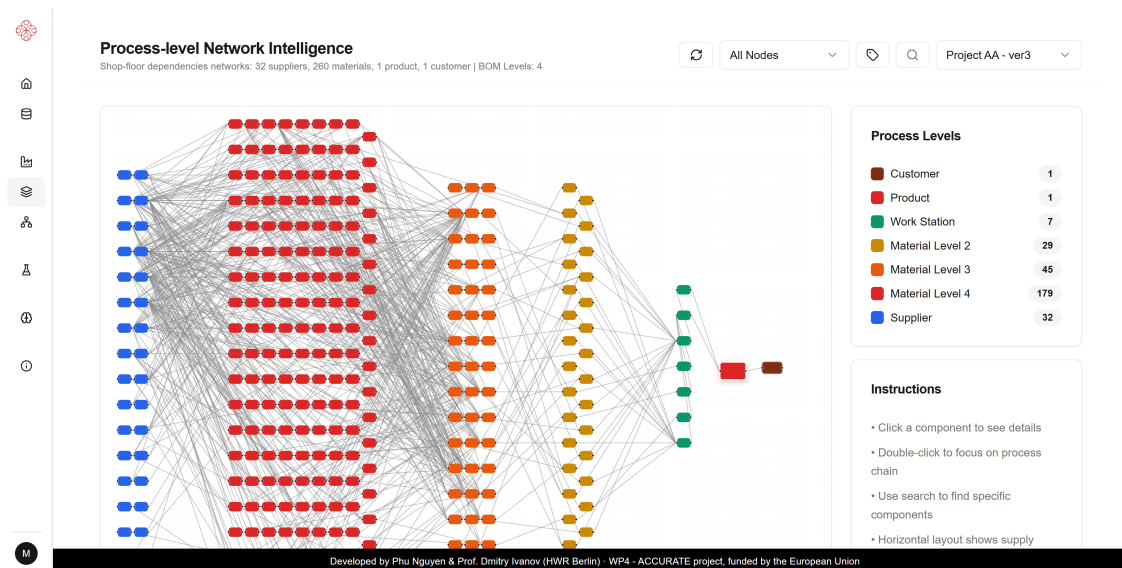 Process-level Network Intelligence
Shop-floor dependencies networks: 32 suppliers, 260 materials, 1 product, 1 customer | BOM Levels: 4
All Nodes
Project AA - ver3
Process Levels
Customer 1
Product 1
Work Station 7
Material Level 2 29
Material Level 3 45
Material Level 4 179
Supplier 32
Instructions
• Click a component to see details
• Double-click to focus on process
chain
• Use search to find specific
components
• Horizontal layout shows supply
M
Developed by Phu Nguyen & Prof. Dmitry Ivanov (HWR Berlin) · WP4 - ACCURATE project, funded by the European Union